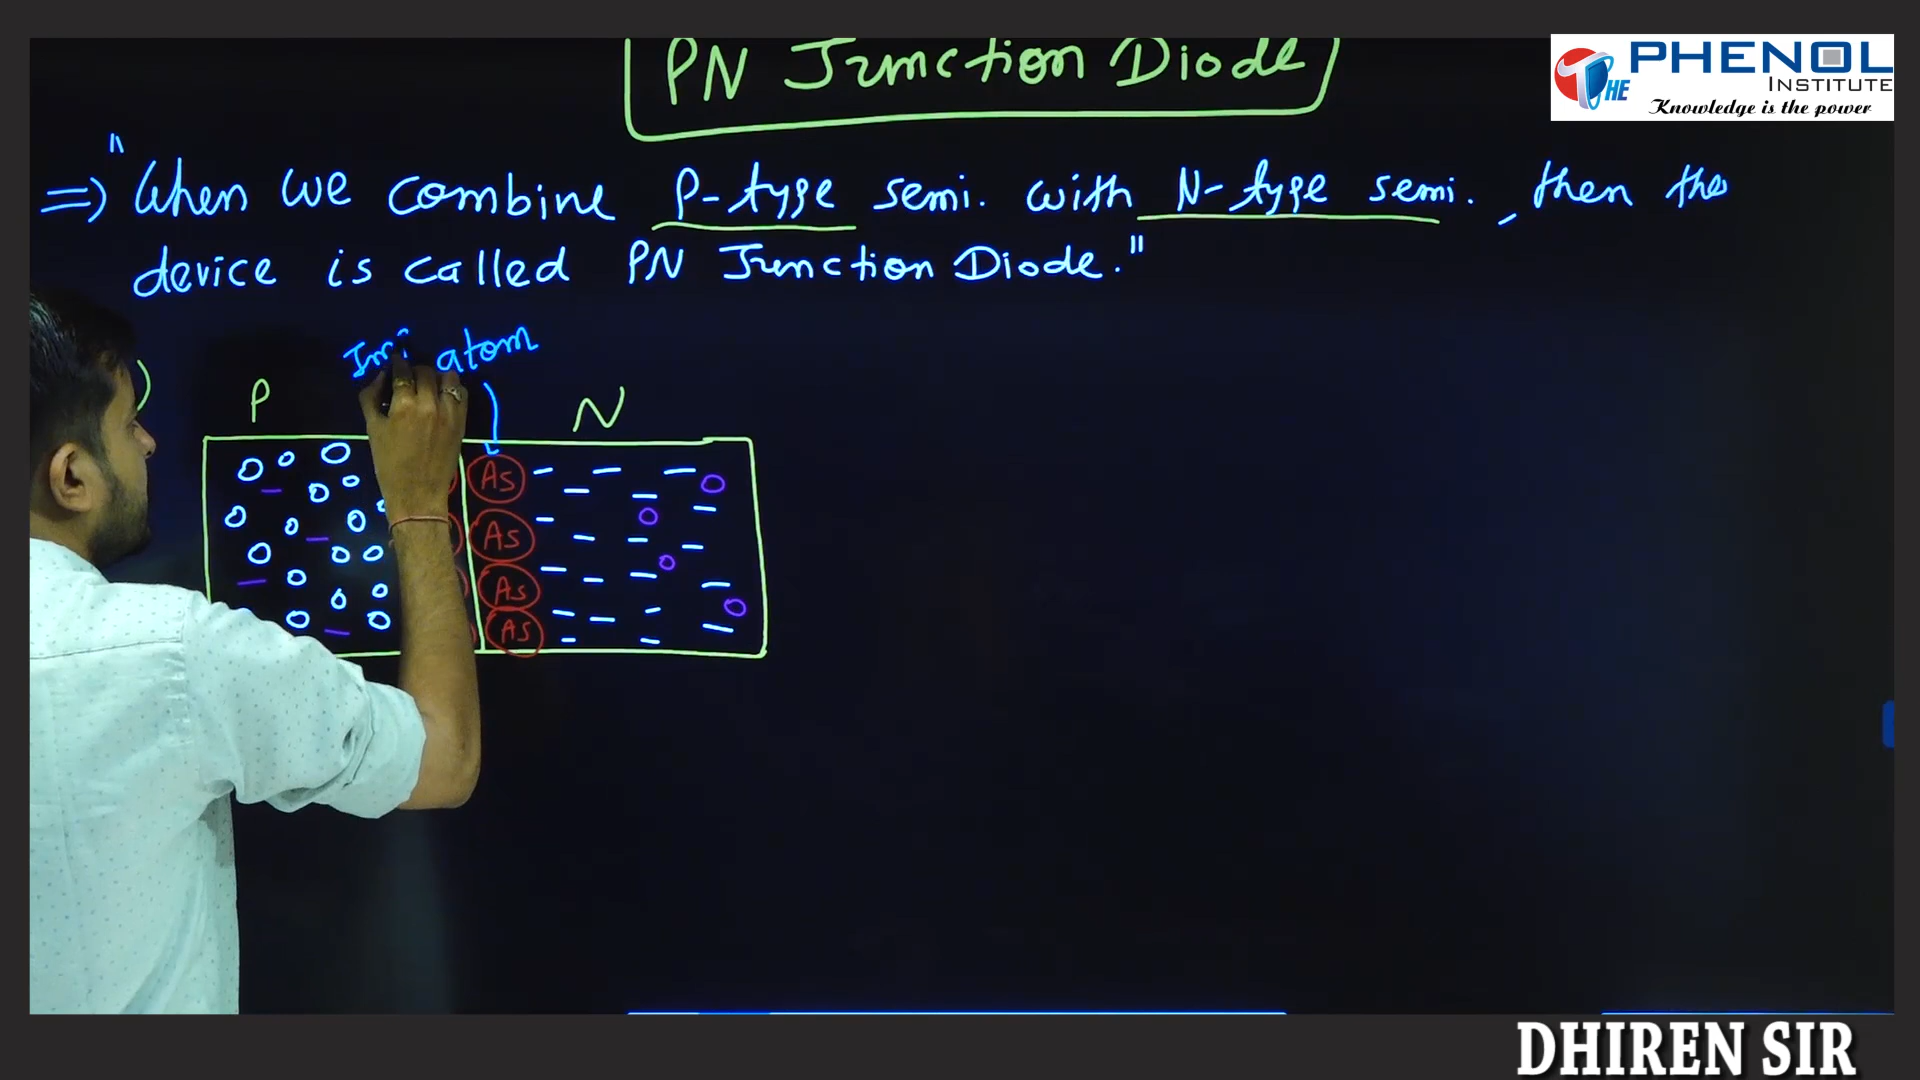 PN Junction Diode
PHENOL
THE
INSTITUTE
Knowledge is the power
=> "When we combine P-type semi. with N-type semi., then the
device is called PN Junction Diode."
atom
P
N
As
As
As
As
DHIREN SIR